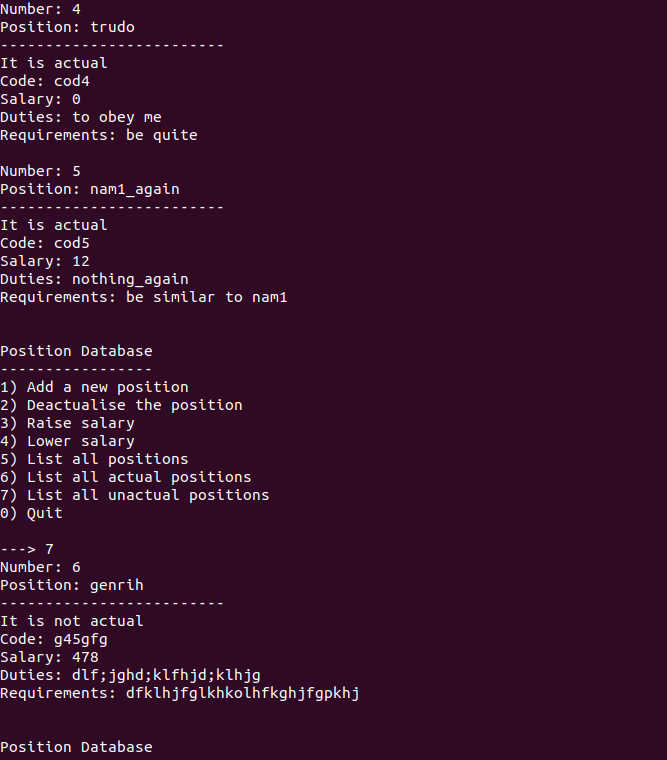 Number: 4
Position: trudo
-------------------------
It is actual
Code: cod4
Salary: 0
Duties: to obey me
Requirements: be quite
Number: 5
Position: nam1_again
-------------------------
It is actual
Code: cod5
Salary: 12
Duties: nothing_again
Requirements: be similar to nam1
Position Database
-----------------
1) Add a new position
2) Deactualise the position
3) Raise salary
4) Lower salary
5) List all positions
6) List all actual positions
7) List all unactual positions
0) Quit
---> 7
Number: 6
Position: genrih
-------------------------
It is not actual
Code: g45gfg
Salary: 478
Duties: dlf;jghd;klfhjd;klhjg
Requirements: dfklhjfglkhkolhfkghjfgpkhj
Position Database